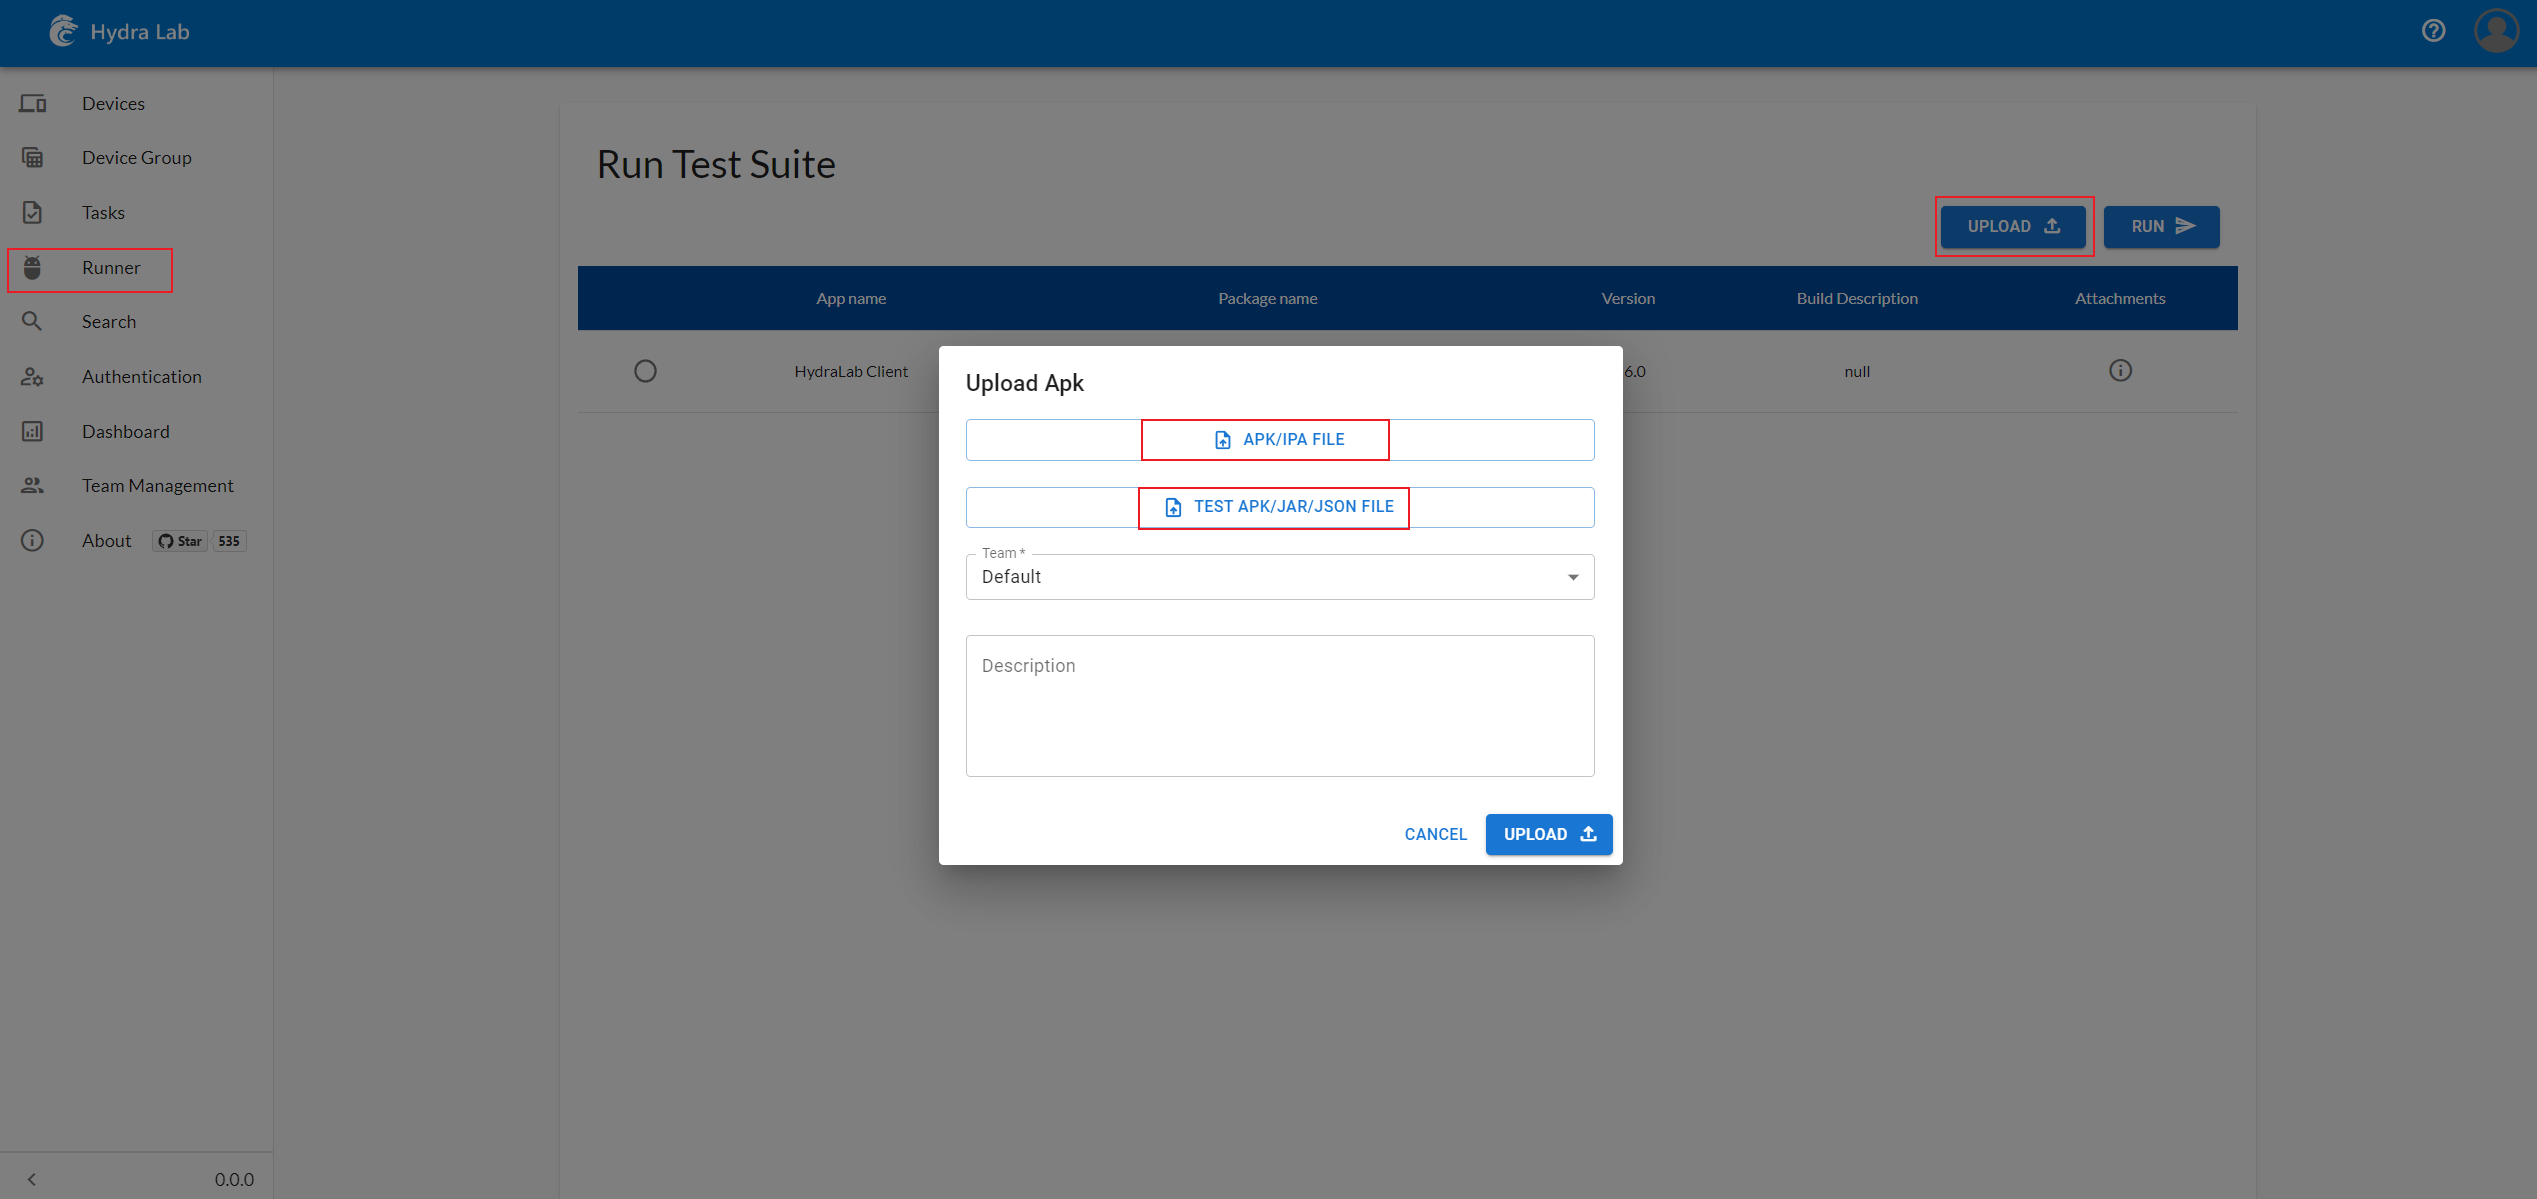 Hydra Lab
Devices
Device Group
Tasks
Runner
Search
Authentication
Dashboard
Team Management
About Star 535
0.0.0
Run Test Suite
UPLOAD RUN
App name Package name Version Build Description Attachments
HydraLab Client 6.0 null
Upload Apk
APK/IPA FILE
TEST APK/JAR/JSON FILE
Team *
Default
Description
CANCEL UPLOAD